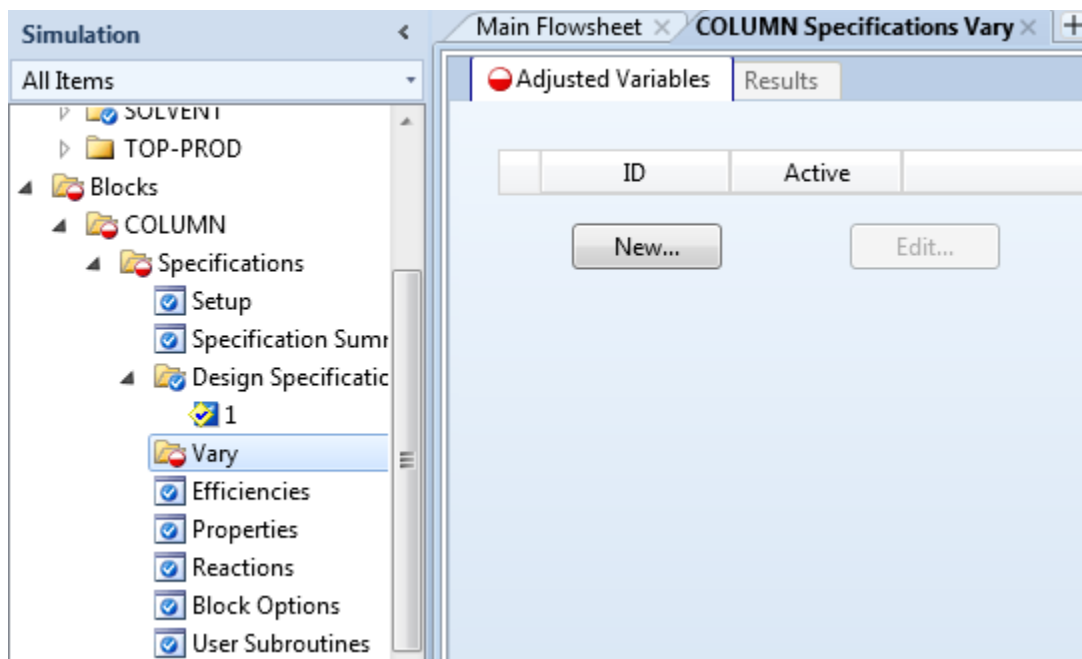 Simulation
All Items
SOLVENT
TOP-PROD
Blocks
COLUMN
Specifications
Setup
Specification Sumr
Design Specificatic
1
Vary
Efficiencies
Properties
Reactions
Block Options
User Subroutines
Main Flowsheet COLUMN Specifications Vary
Adjusted Variables Results
ID Active
New... Edit...